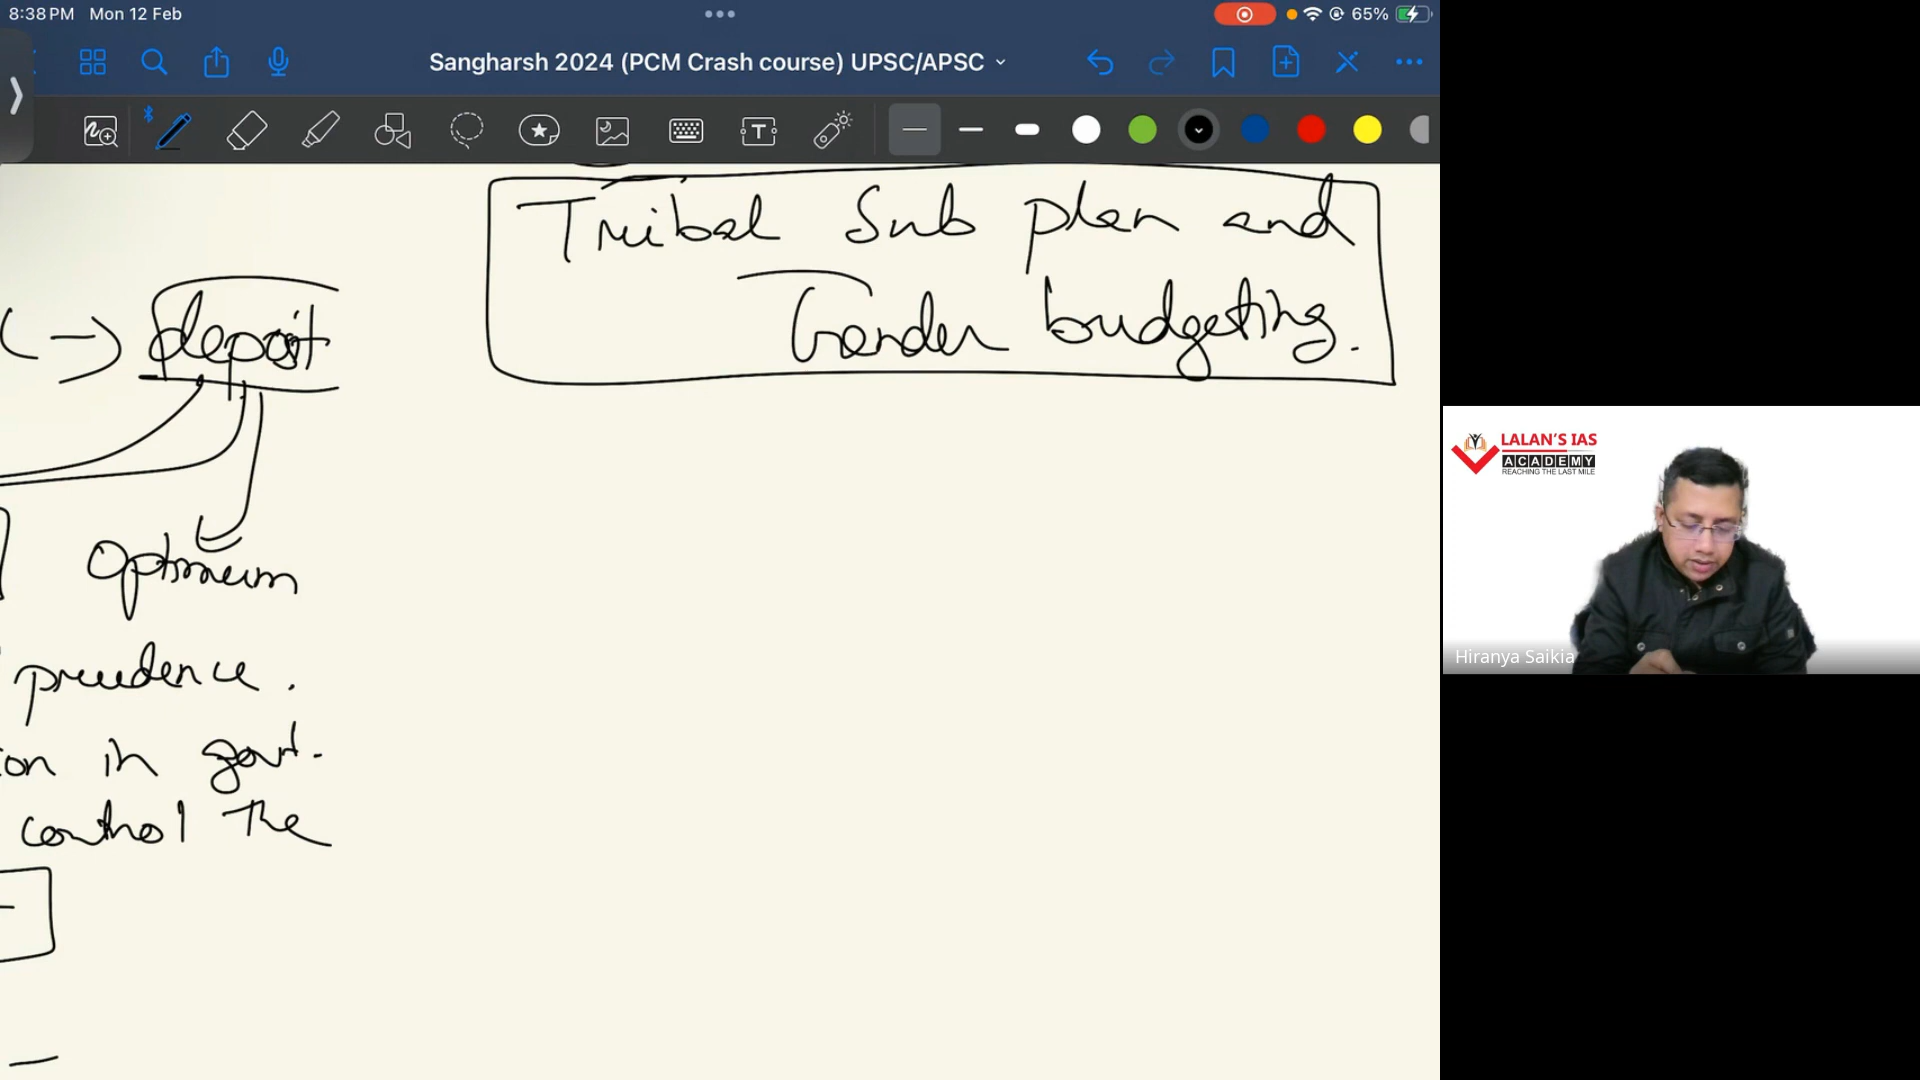 8:38 PM Mon 12 Feb
65%
Sangharsh 2024 (PCM Crash course) UPSC/APSC
Tribal Sub plan and
Gender budgeting.
deposit
optimum
prudence.
in govt.
control the
LALAN'S IAS
ACADEMY
REACHING THE LAST MILE
Hiranya Saikia